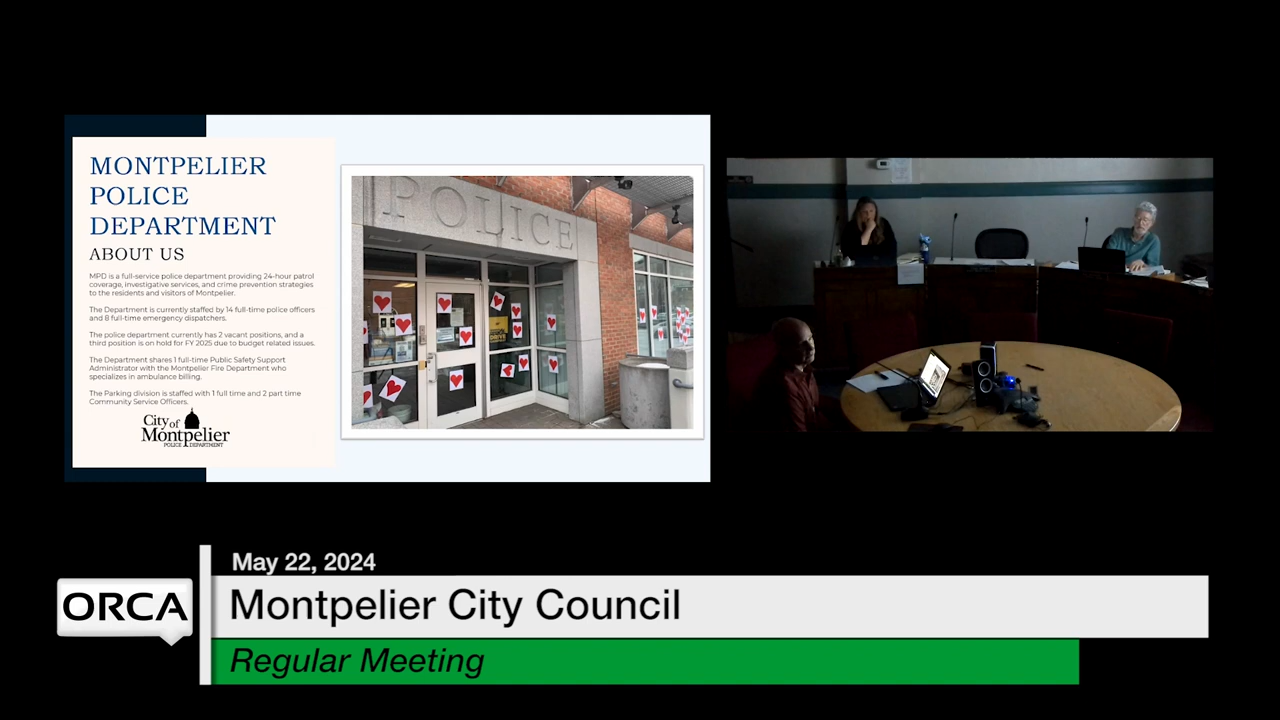 MONTPELIER
POLICE
DEPARTMENT
ABOUT US
MPD is a full-service police department providing 24-hour patrol
coverage, investigative services, and crime prevention strategies
to the residents and visitors of Montpelier.
The Department is currently staffed by 14 full-time police officers
and 8 full-time emergency dispatchers.
The police department currently has 2 vacant positions, and a
third position is on hold for FY 2025 due to budget related issues.
The Department shares 1 full-time Public Safety Support
Administrator with the Montpelier Fire Department who
specializes in ambulance billing.
The Parking division is staffed with 1 full time and 2 part time
Community Service Officers.
City of
Montpelier
POLICE DEPARTMENT
POLICE
May 22, 2024
ORCA
Montpelier City Council
Regular Meeting